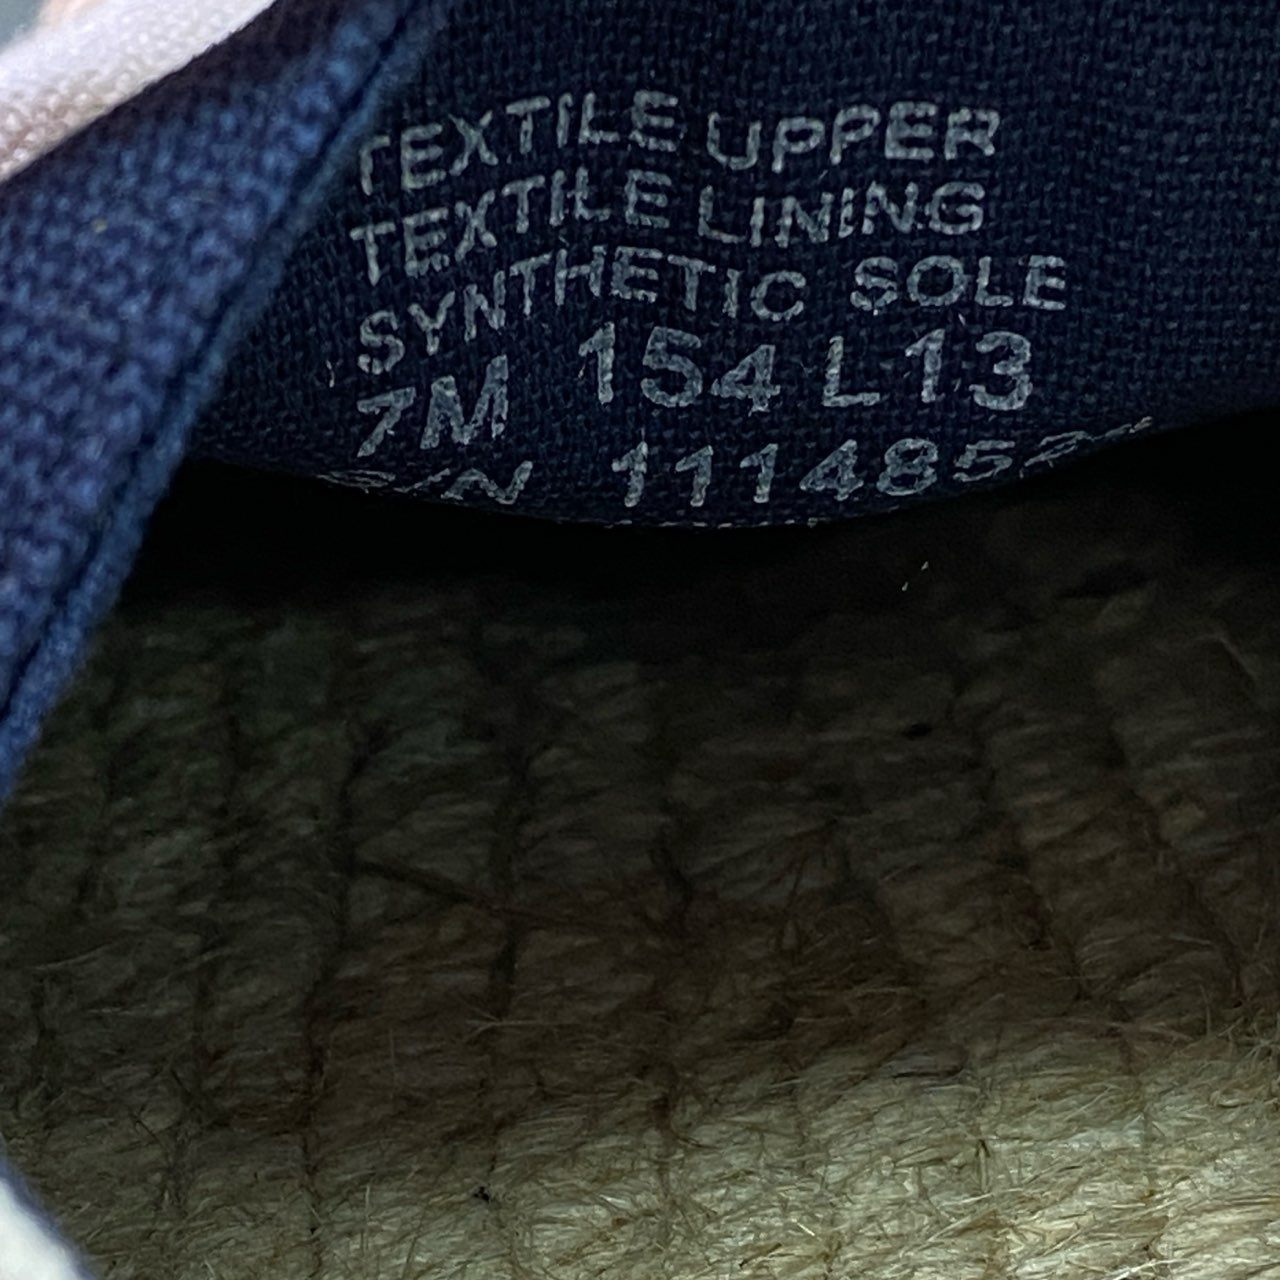 TEXTILE UPPER
TEXTILE LINING
SYNTHETIC SOLE
7M 154 L13
S/N